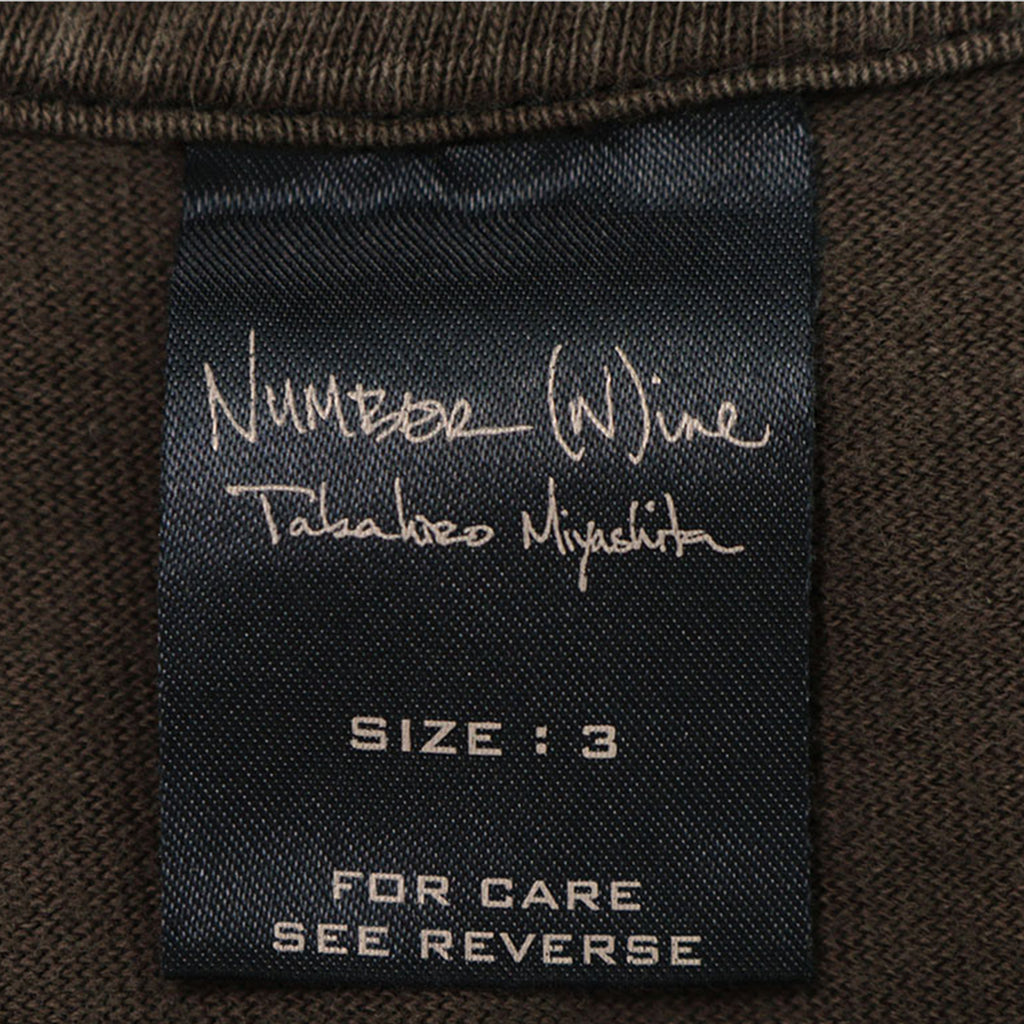 NUMBER (N)ine
Takahiro Miyashita
SIZE : 3
FOR CARE
SEE REVERSE